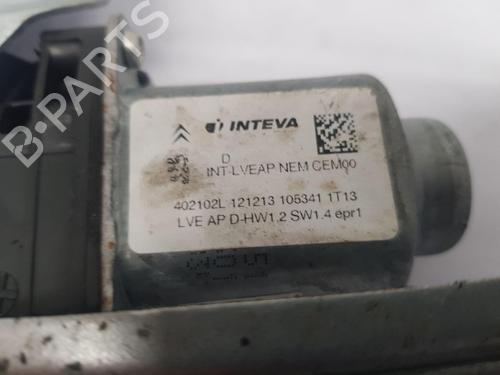 INTEVA
D
INT-LVEAP NEM CEM00
402102L 121213 105341 1T13
LVE AP D-HW1.2 SW1.4 epr1
B-PARTS